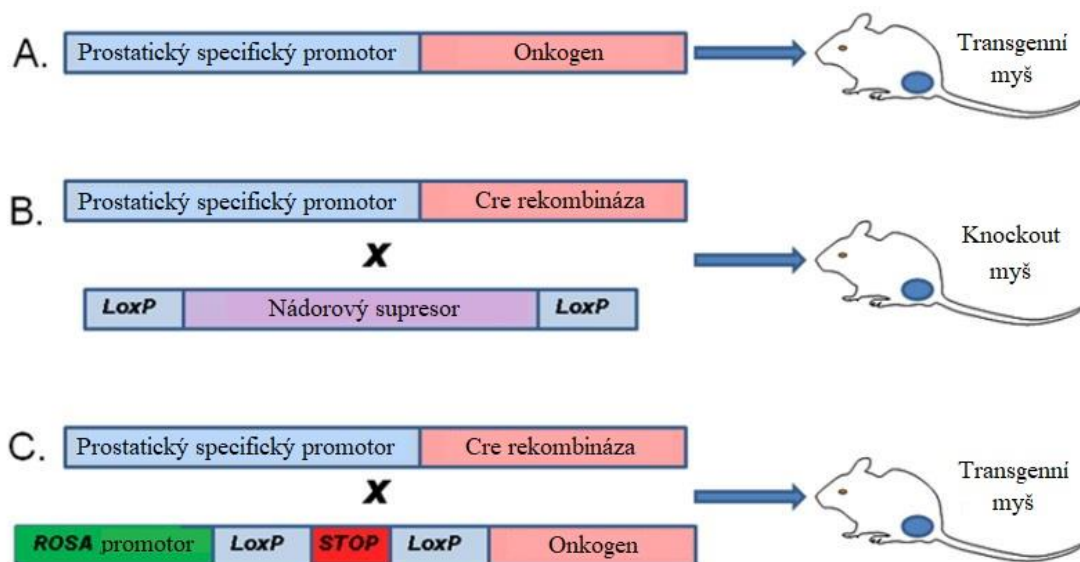 A. Prostatický specifický promotor Onkogen Transgenní
myš
B. Prostatický specifický promotor Cre rekombináza Knockout
myš
X
LoxP Nádorový supresor LoxP
C. Prostatický specifický promotor Cre rekombináza Transgenní
myš
X
ROSA promotor LoxP STOP LoxP Onkogen